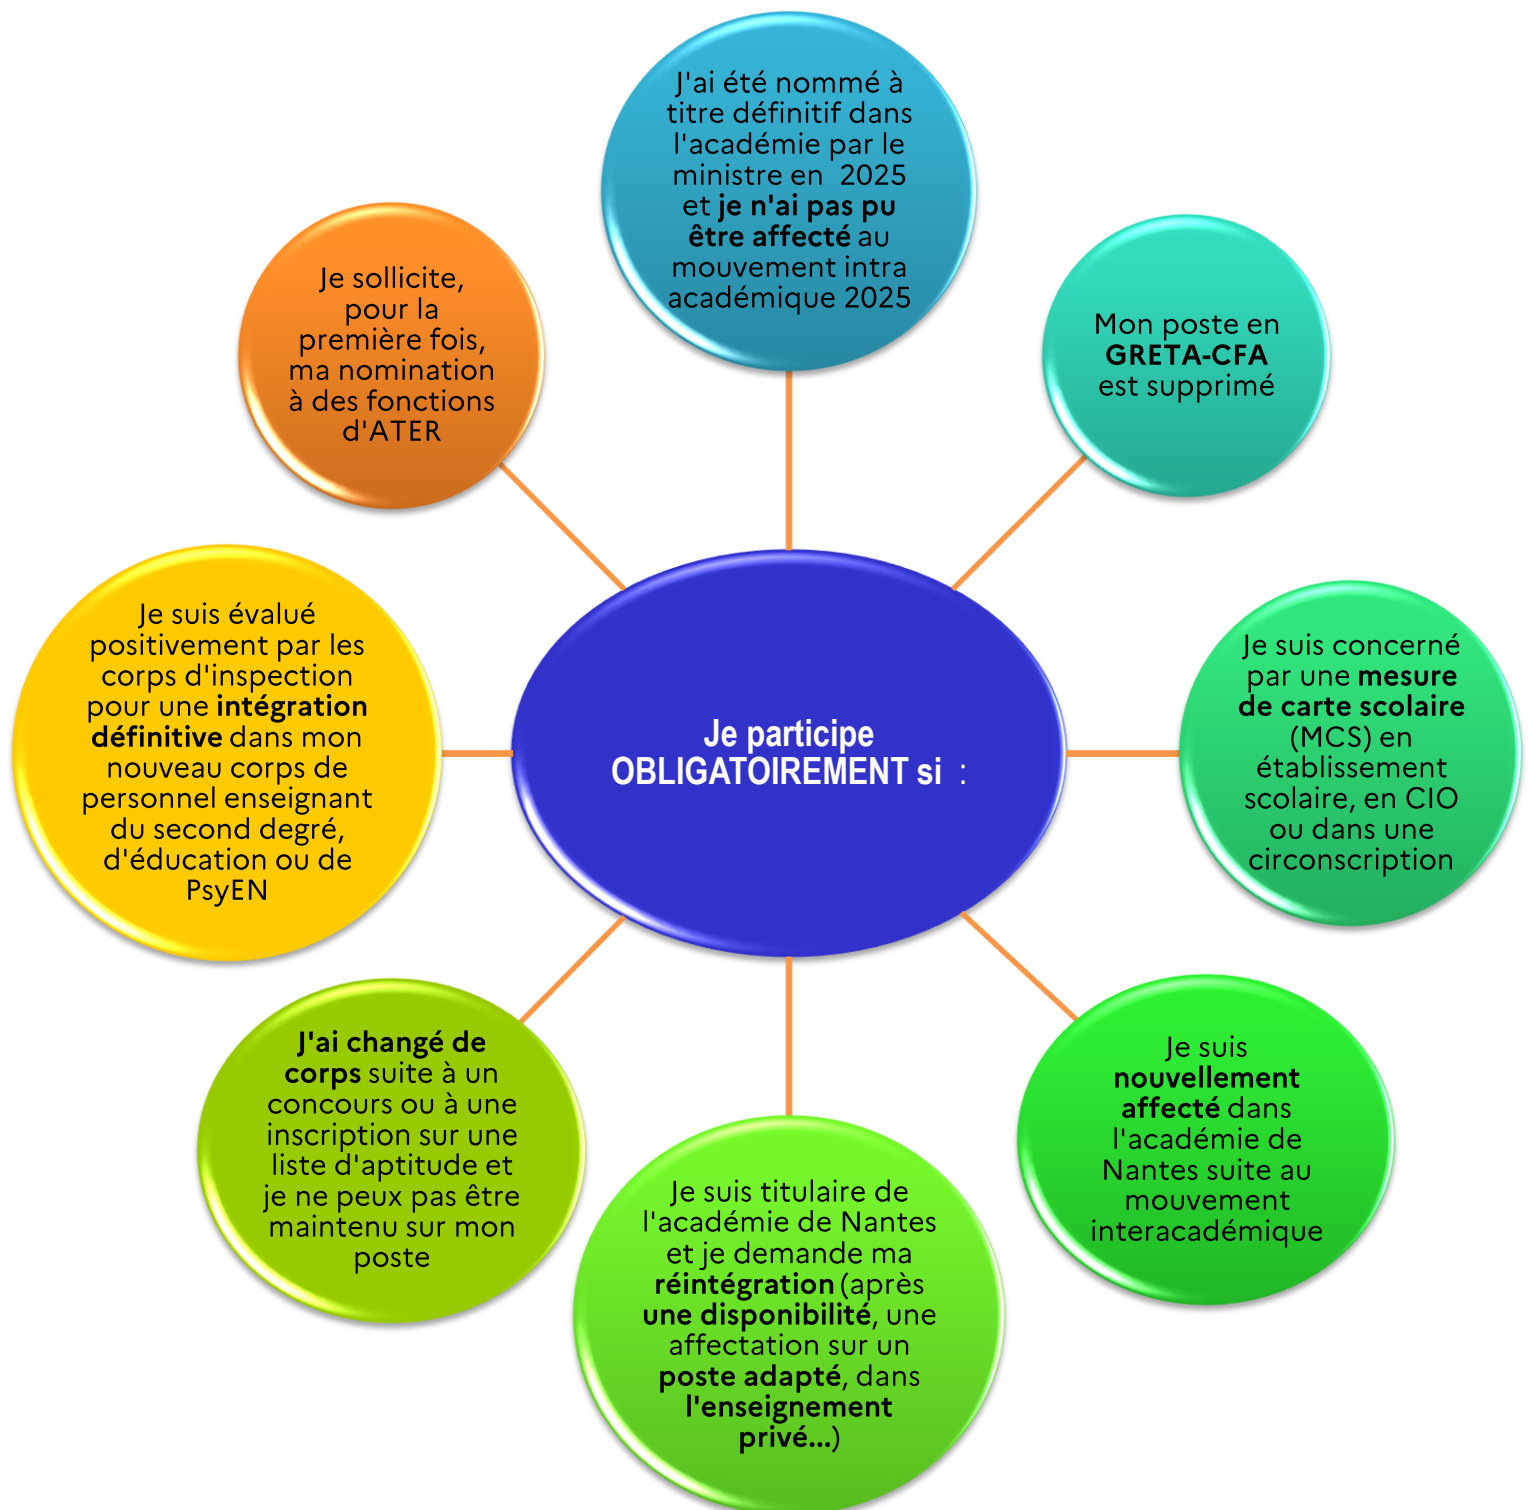 J'ai été nommé à
titre définitif dans
l'académie par le
ministre en  2025
et je n'ai pas pu
être affecté au
mouvement intra
académique 2025
Mon poste en
GRETA-CFA
est supprimé
Je suis concerné
par une mesure
de carte scolaire
(MCS) en
établissement
scolaire, en CIO
ou dans une
circonscription
Je suis
nouvellement
affecté dans
l'académie de
Nantes suite au
mouvement
interacadémique
Je suis titulaire de
l'académie de Nantes
et je demande ma
réintégration (après
une disponibilité, une
affectation sur un
poste adapté, dans
l'enseignement
privé...)
J'ai changé de
corps suite à un
concours ou à une
inscription sur une
liste d'aptitude et
je ne peux pas être
maintenu sur mon
poste
Je suis évalué
positivement par les
corps d'inspection
pour une intégration
définitive dans mon
nouveau corps de
personnel enseignant
du second degré,
d'éducation ou de
PsyEN
Je sollicite,
pour la
première fois,
ma nomination
à des fonctions
d'ATER
Je participe
OBLIGATOIREMENT si :